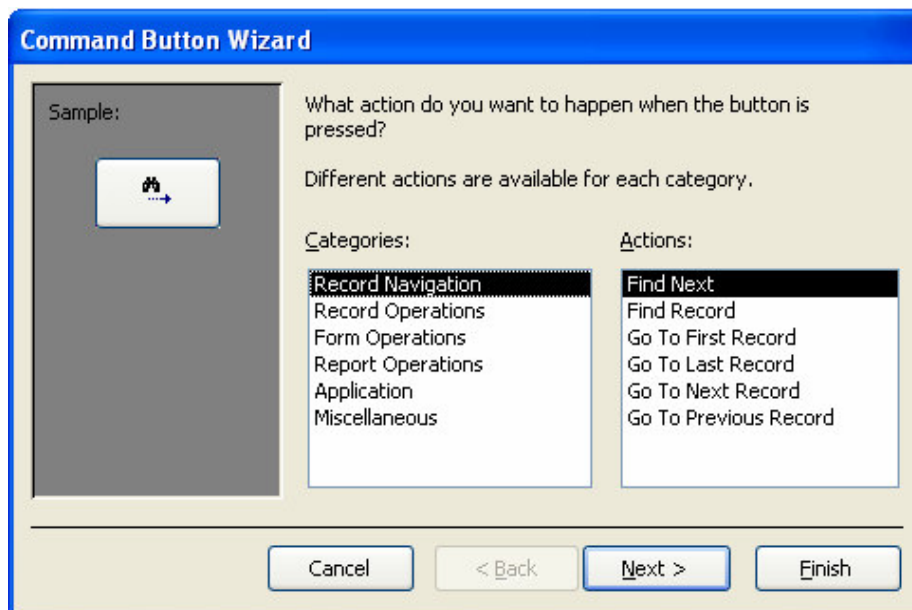 Command Button Wizard
Sample:
What action do you want to happen when the button is
pressed?
Different actions are available for each category.
Categories:
Record Navigation
Record Operations
Form Operations
Report Operations
Application
Miscellaneous
Actions:
Find Next
Find Record
Go To First Record
Go To Last Record
Go To Next Record
Go To Previous Record
Cancel
< Back
Next >
Finish